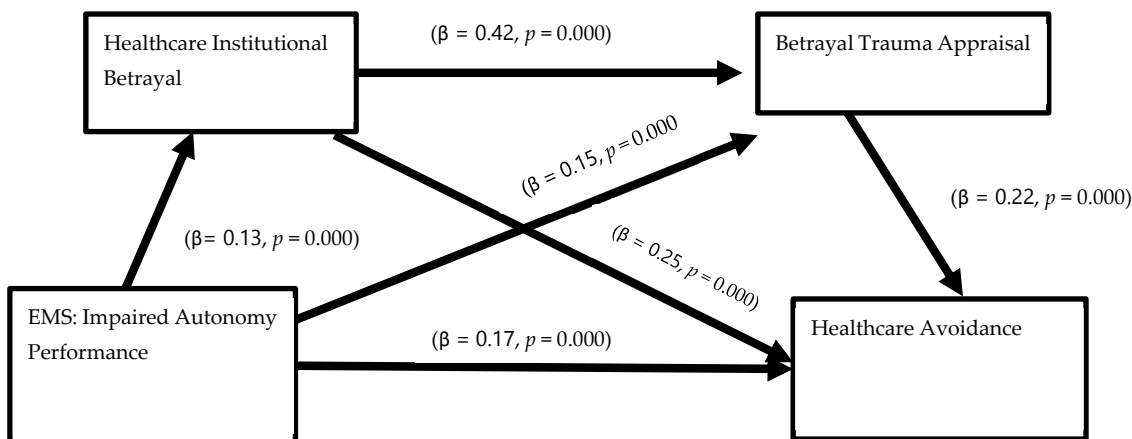 Healthcare Institutional
Betrayal
(β = 0.42, p = 0.000)
Betrayal Trauma Appraisal
(β = 0.15, p = 0.000
(β = 0.22, p = 0.000)
(β= 0.13, p = 0.000)
(β = 0.25, p = 0.000)
EMS: Impaired Autonomy
Performance
(β = 0.17, p = 0.000)
Healthcare Avoidance